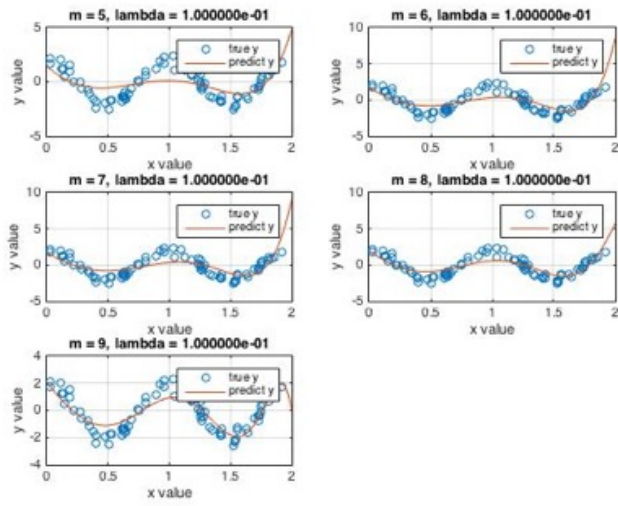 m = 5, lambda = 1.000000e-01
5
0
-5
0 0.5 1 1.5 2
x value
y value
true y
predict y
m = 6, lambda = 1.000000e-01
10
5
0
-5
0 0.5 1 1.5 2
x value
y value
true y
predict y
m = 7, lambda = 1.000000e-01
10
5
0
-5
0 0.5 1 1.5 2
x value
y value
true y
predict y
m = 8, lambda = 1.000000e-01
10
5
0
-5
0 0.5 1 1.5 2
x value
y value
true y
predict y
m = 9, lambda = 1.000000e-01
4
2
0
-2
-4
0 0.5 1 1.5 2
x value
y value
true y
predict y